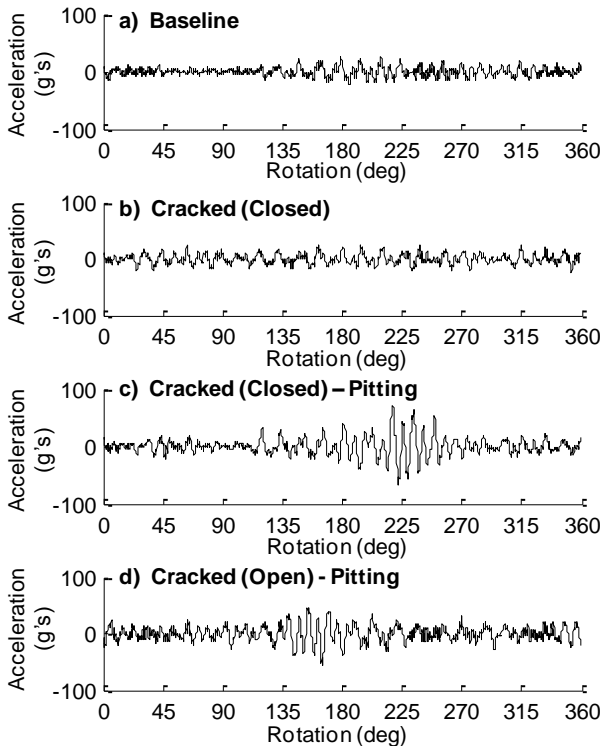 a) Baseline
100
0
-100
Acceleration
(g's)
0 45 90 135 180 225 270 315 360
Rotation (deg)
b) Cracked (Closed)
100
0
-100
Acceleration
(g's)
0 45 90 135 180 225 270 315 360
Rotation (deg)
c) Cracked (Closed) – Pitting
100
0
-100
Acceleration
(g's)
0 45 90 135 180 225 270 315 360
Rotation (deg)
d) Cracked (Open) - Pitting
100
0
-100
Acceleration
(g's)
0 45 90 135 180 225 270 315 360
Rotation (deg)